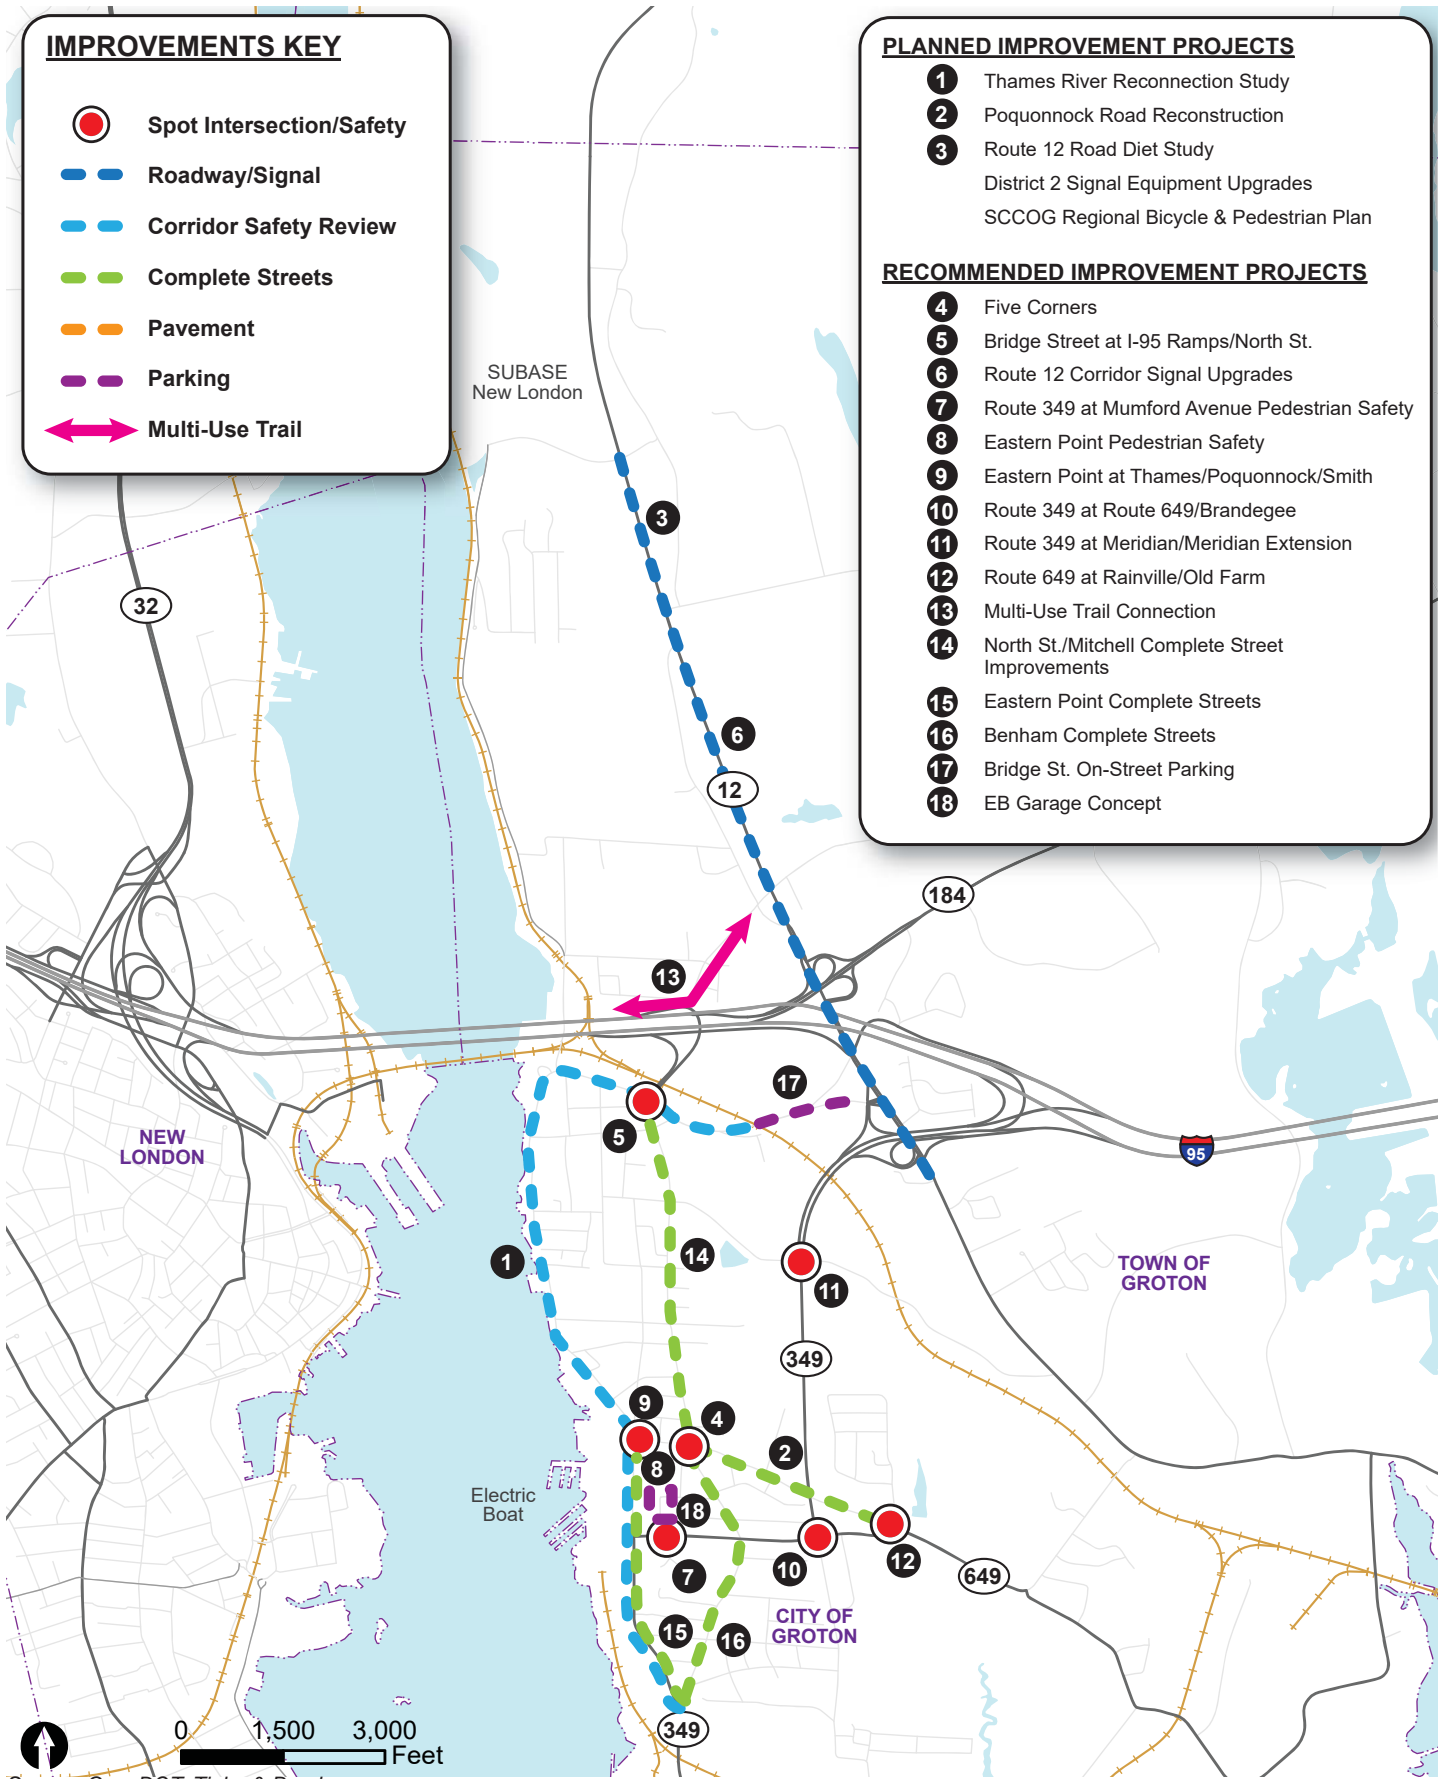 IMPROVEMENTS KEY
Spot Intersection/Safety
Roadway/Signal
Corridor Safety Review
Complete Streets
Pavement
Parking
Multi-Use Trail
PLANNED IMPROVEMENT PROJECTS
1 Thames River Reconnection Study
2 Poquonnock Road Reconstruction
3 Route 12 Road Diet Study
District 2 Signal Equipment Upgrades
SCCOG Regional Bicycle & Pedestrian Plan
RECOMMENDED IMPROVEMENT PROJECTS
4 Five Corners
5 Bridge Street at I-95 Ramps/North St.
6 Route 12 Corridor Signal Upgrades
7 Route 349 at Mumford Avenue Pedestrian Safety
8 Eastern Point Pedestrian Safety
9 Eastern Point at Thames/Poquonnock/Smith
10 Route 349 at Route 649/Brandegee
11 Route 349 at Meridian/Meridian Extension
12 Route 649 at Rainville/Old Farm
13 Multi-Use Trail Connection
14 North St./Mitchell Complete Street
Improvements
15 Eastern Point Complete Streets
16 Benham Complete Streets
17 Bridge St. On-Street Parking
18 EB Garage Concept
SUBASE
New London
3
32
6
12
184
13
17
5
95
NEW
LONDON
1
14
11
TOWN OF
GROTON
349
9
4
2
8
18
Electric
Boat
7
10
12
649
CITY OF
GROTON
15
16
349
0 1,500 3,000
Feet